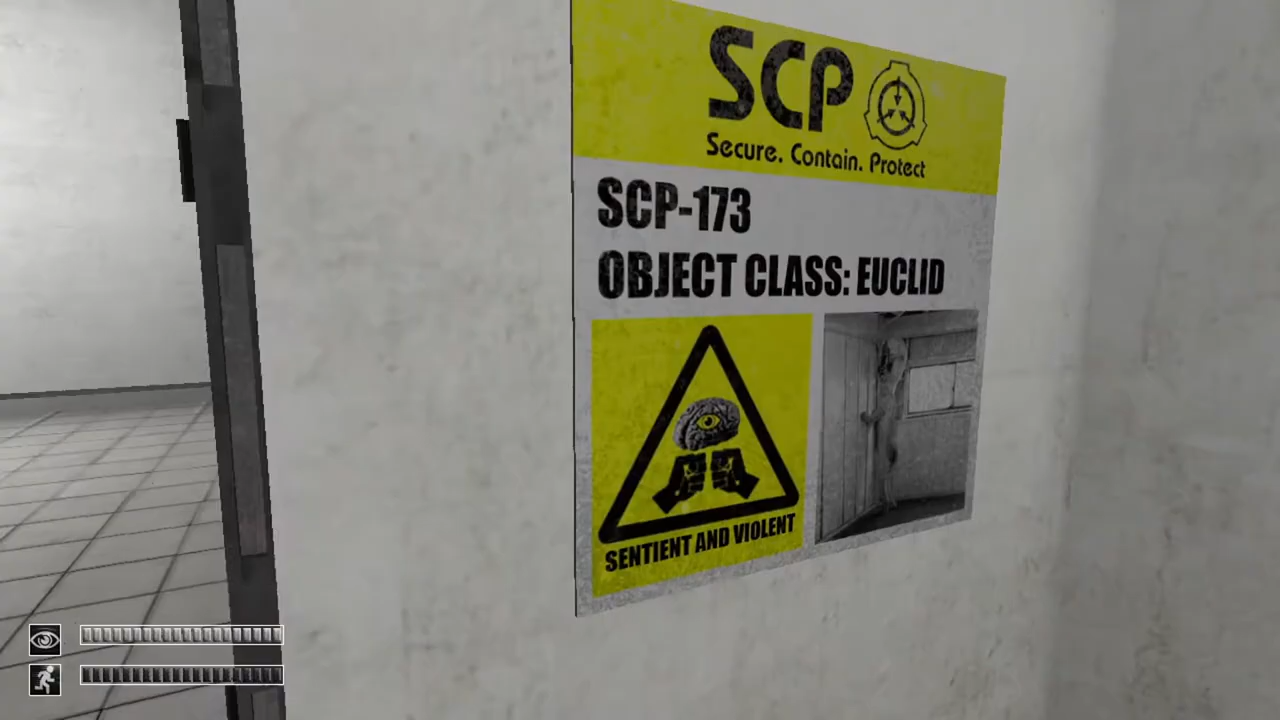 SCP
Secure. Contain. Protect
SCP-173
OBJECT CLASS: EUCLID
SENTIENT AND VIOLENT